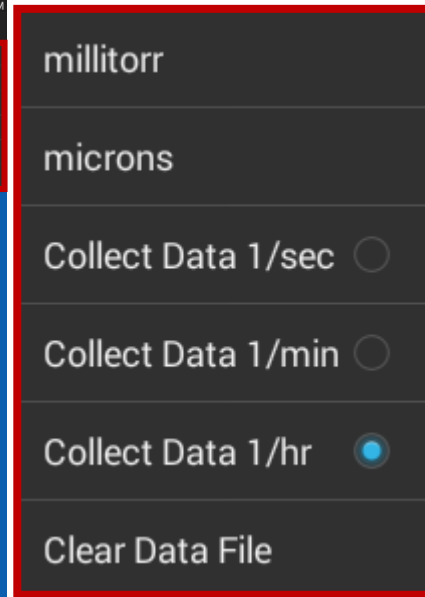 millitorr
microns
Collect Data 1/sec
Collect Data 1/min
Collect Data 1/hr
Clear Data File